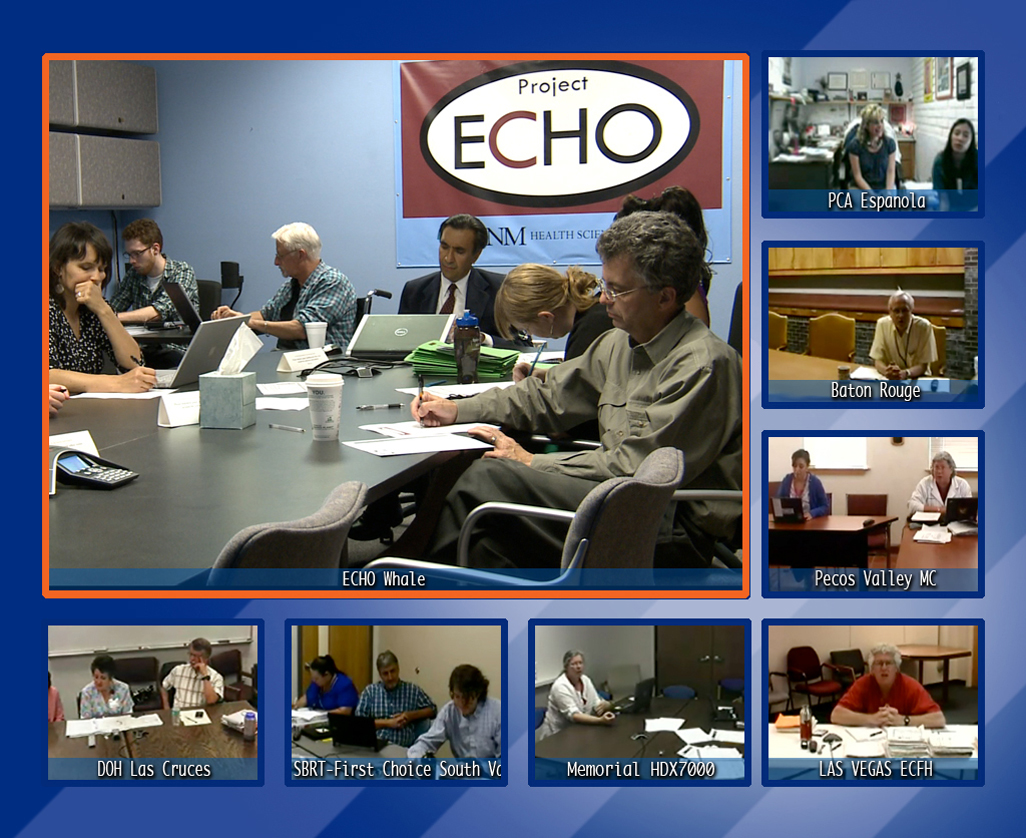 Project
ECHO
NM HEALTH SCIE
PCA Espanola
Baton Rouge
ECHO Whale
Pecos Valley MC
DOH Las Cruces
SBRT-First Choice South Va
Memorial HDX7000
LAS VEGAS ECFH